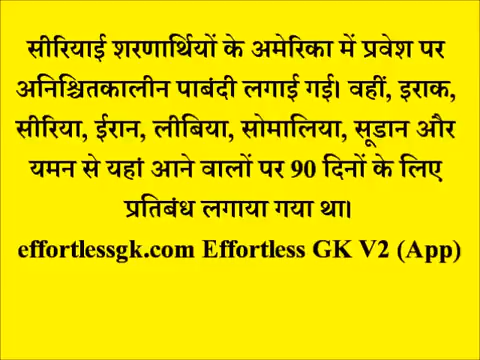 सीरियाई शरणार्थियों के अमेरिका में प्रवेश पर
अनिश्चितकालीन पाबंदी लगाई गई। वहीं, इराक,
सीरिया, ईरान, लीबिया, सोमालिया, सूडान और
यमन से यहां आने वालों पर 90 दिनों के लिए
प्रतिबंध लगाया गया था।
effortlessgk.com Effortless GK V2 (App)